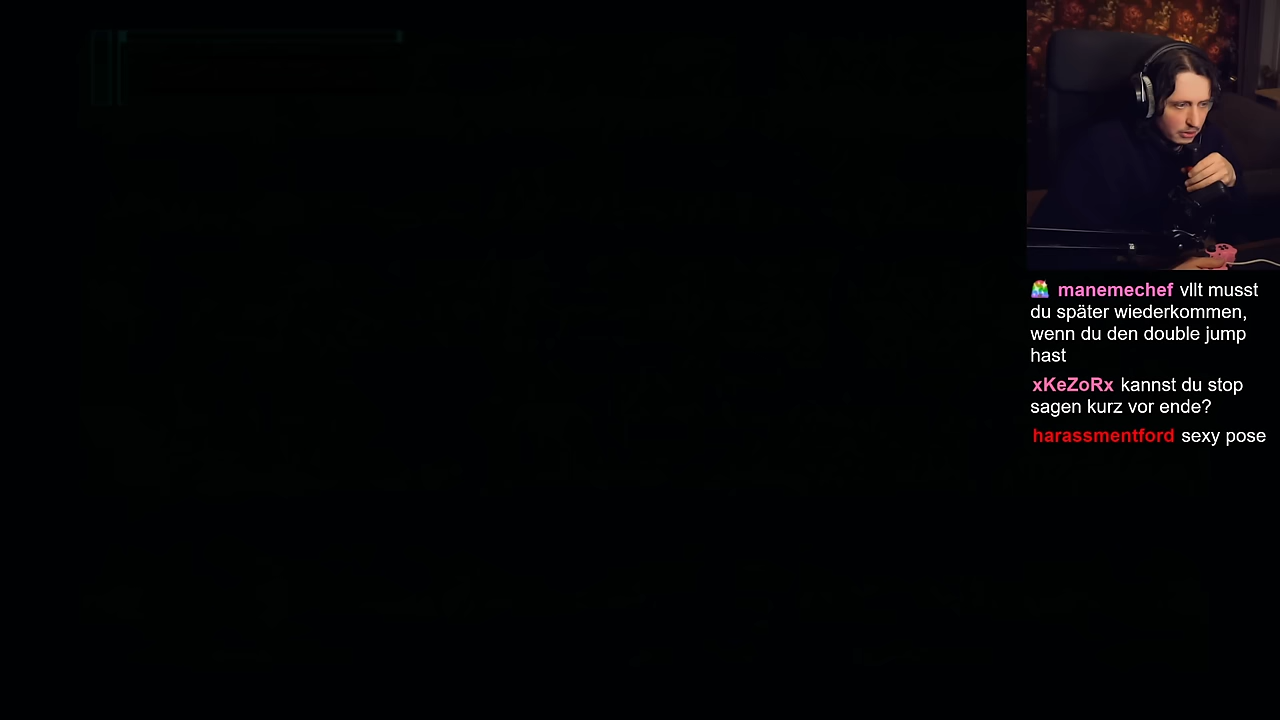 manemechef vllt musst
du später wiederkommen,
wenn du den double jump
hast
xKeZoRx kannst du stop
sagen kurz vor ende?
harassmentford sexy pose